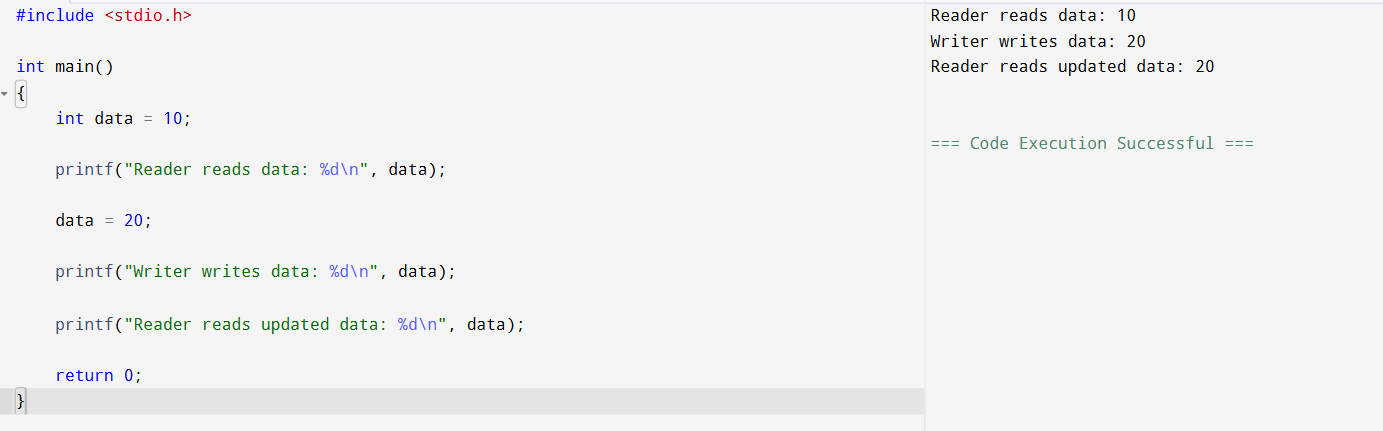 #include <stdio.h>
int main()
{
int data = 10;
printf("Reader reads data: %d\n", data);
data = 20;
printf("Writer writes data: %d\n", data);
printf("Reader reads updated data: %d\n", data);
return 0;
}
Reader reads data: 10
Writer writes data: 20
Reader reads updated data: 20
=== Code Execution Successful ===